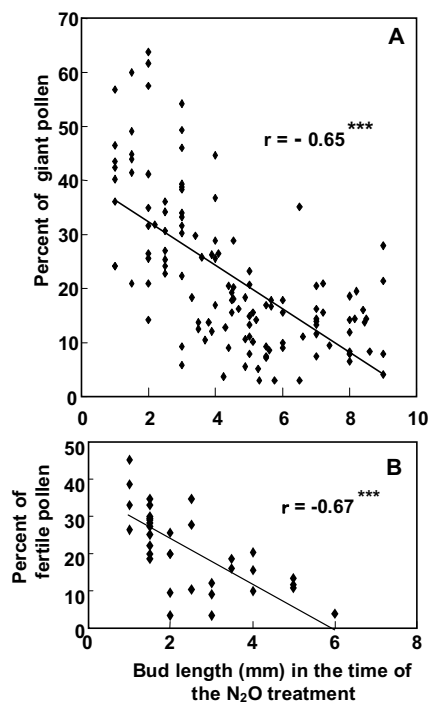 A
Percent of giant pollen
70
60
50
40
30
20
10
0
r = - 0.65***
0 2 4 6 8 10
B
Percent of
fertile pollen
50
40
30
20
10
0
r = -0.67***
0 2 4 6 8
Bud length (mm) in the time of
the N₂O treatment